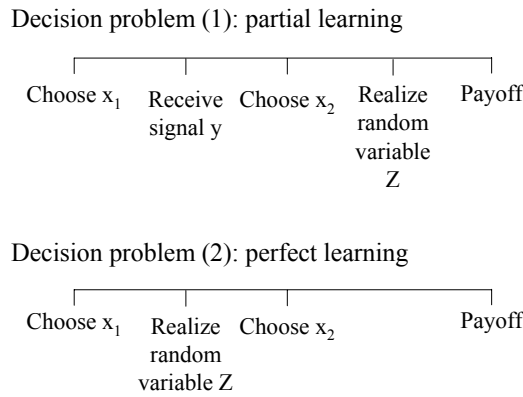 Decision problem (1): partial learning
Choose x₁
Receive
signal y
Choose x₂
Realize
random
variable
Z
Payoff
Decision problem (2): perfect learning
Choose x₁
Realize
random
variable Z
Choose x₂
Payoff